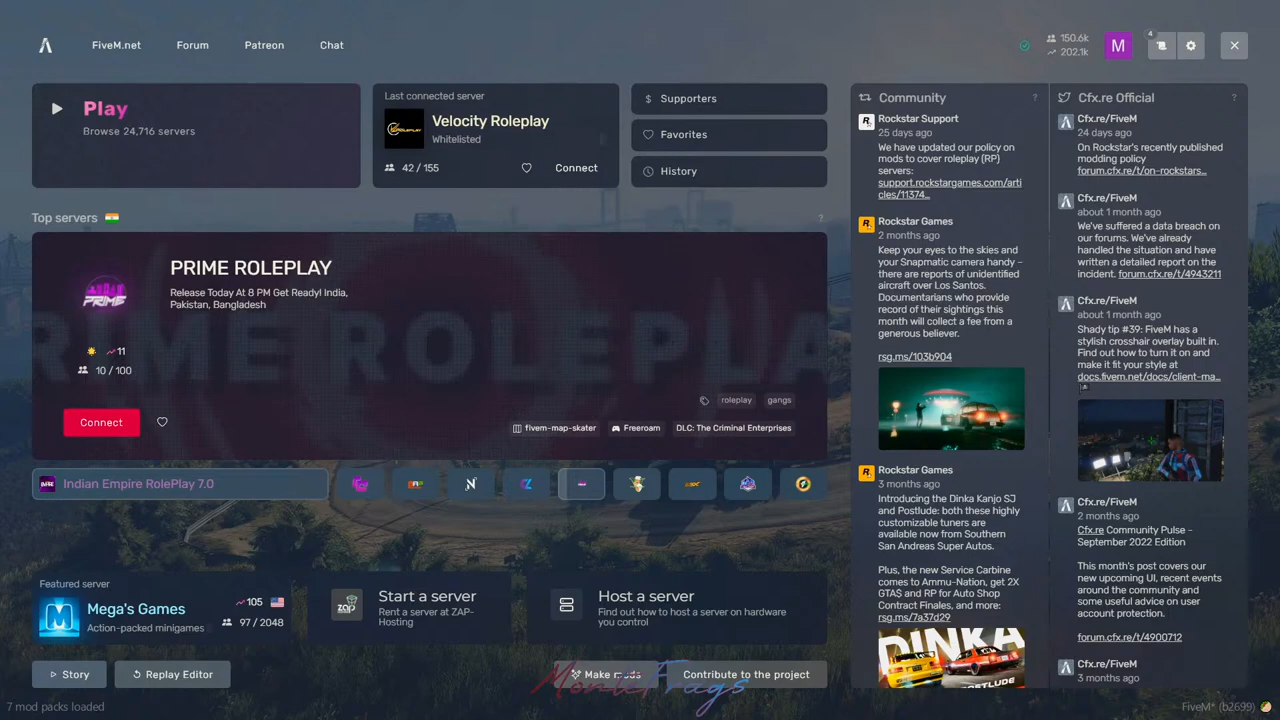 FiveM.net
Forum
Patreon
Chat
150.6k
202.1k
M
4
Play
Browse 24,716 servers
Last connected server
Velocity Roleplay
Whitelisted
42 / 155
Connect
Supporters
Favorites
History
Top servers
?
PRIME
PRIME ROLEPLAY
Release Today At 8 PM Get Ready! India,
Pakistan, Bangladesh
11
10 / 100
Connect
roleplay
gangs
fivem-map-skater
Freeroam
DLC: The Criminal Enterprises
Indian Empire RolePlay 7.0
Featured server
Mega's Games
Action-packed minigames
105
97 / 2048
ZAP
Start a server
Rent a server at ZAP-
Hosting
Host a server
Find out how to host a server on hardware
you control
Story
Replay Editor
Make mods
Contribute to the project
MonteFrags
7 mod packs loaded
FiveM* (b2699)
Community
?
Rockstar Support
25 days ago
We have updated our policy on
mods to cover roleplay (RP)
servers:
support.rockstargames.com/arti
cles/11374…
Rockstar Games
2 months ago
Keep your eyes to the skies and
your Snapmatic camera handy –
there are reports of unidentified
aircraft over Los Santos.
Documentarians who provide
record of their sightings this
month will collect a fee from a
generous believer.
rsg.ms/103b904
Rockstar Games
3 months ago
Introducing the Dinka Kanjo SJ
and Postlude: both these highly
customizable tuners are
available now from Southern
San Andreas Super Autos.
Plus, the new Service Carbine
comes to Ammu-Nation, get 2X
GTA$ and RP for Auto Shop
Contract Finales, and more:
rsg.ms/7a37d29
DINKA
POSTLUDE
Cfx.re Official
?
Cfx.re/FiveM
24 days ago
On Rockstar's recently published
modding policy
forum.cfx.re/t/on-rockstars…
Cfx.re/FiveM
about 1 month ago
We've suffered a data breach on
our forums. We've already
handled the situation and have
written a detailed report on the
incident. forum.cfx.re/t/4943211
Cfx.re/FiveM
about 1 month ago
Shady tip #39: FiveM has a
stylish crosshair overlay built in.
Find out how to turn it on and
make it fit your style at
docs.fivem.net/docs/client-ma…
Cfx.re/FiveM
2 months ago
Cfx.re Community Pulse –
September 2022 Edition
This month's post covers our
new upcoming UI, recent events
around the community and
some useful advice on user
account protection.
forum.cfx.re/t/4900712
Cfx.re/FiveM
3 months ago